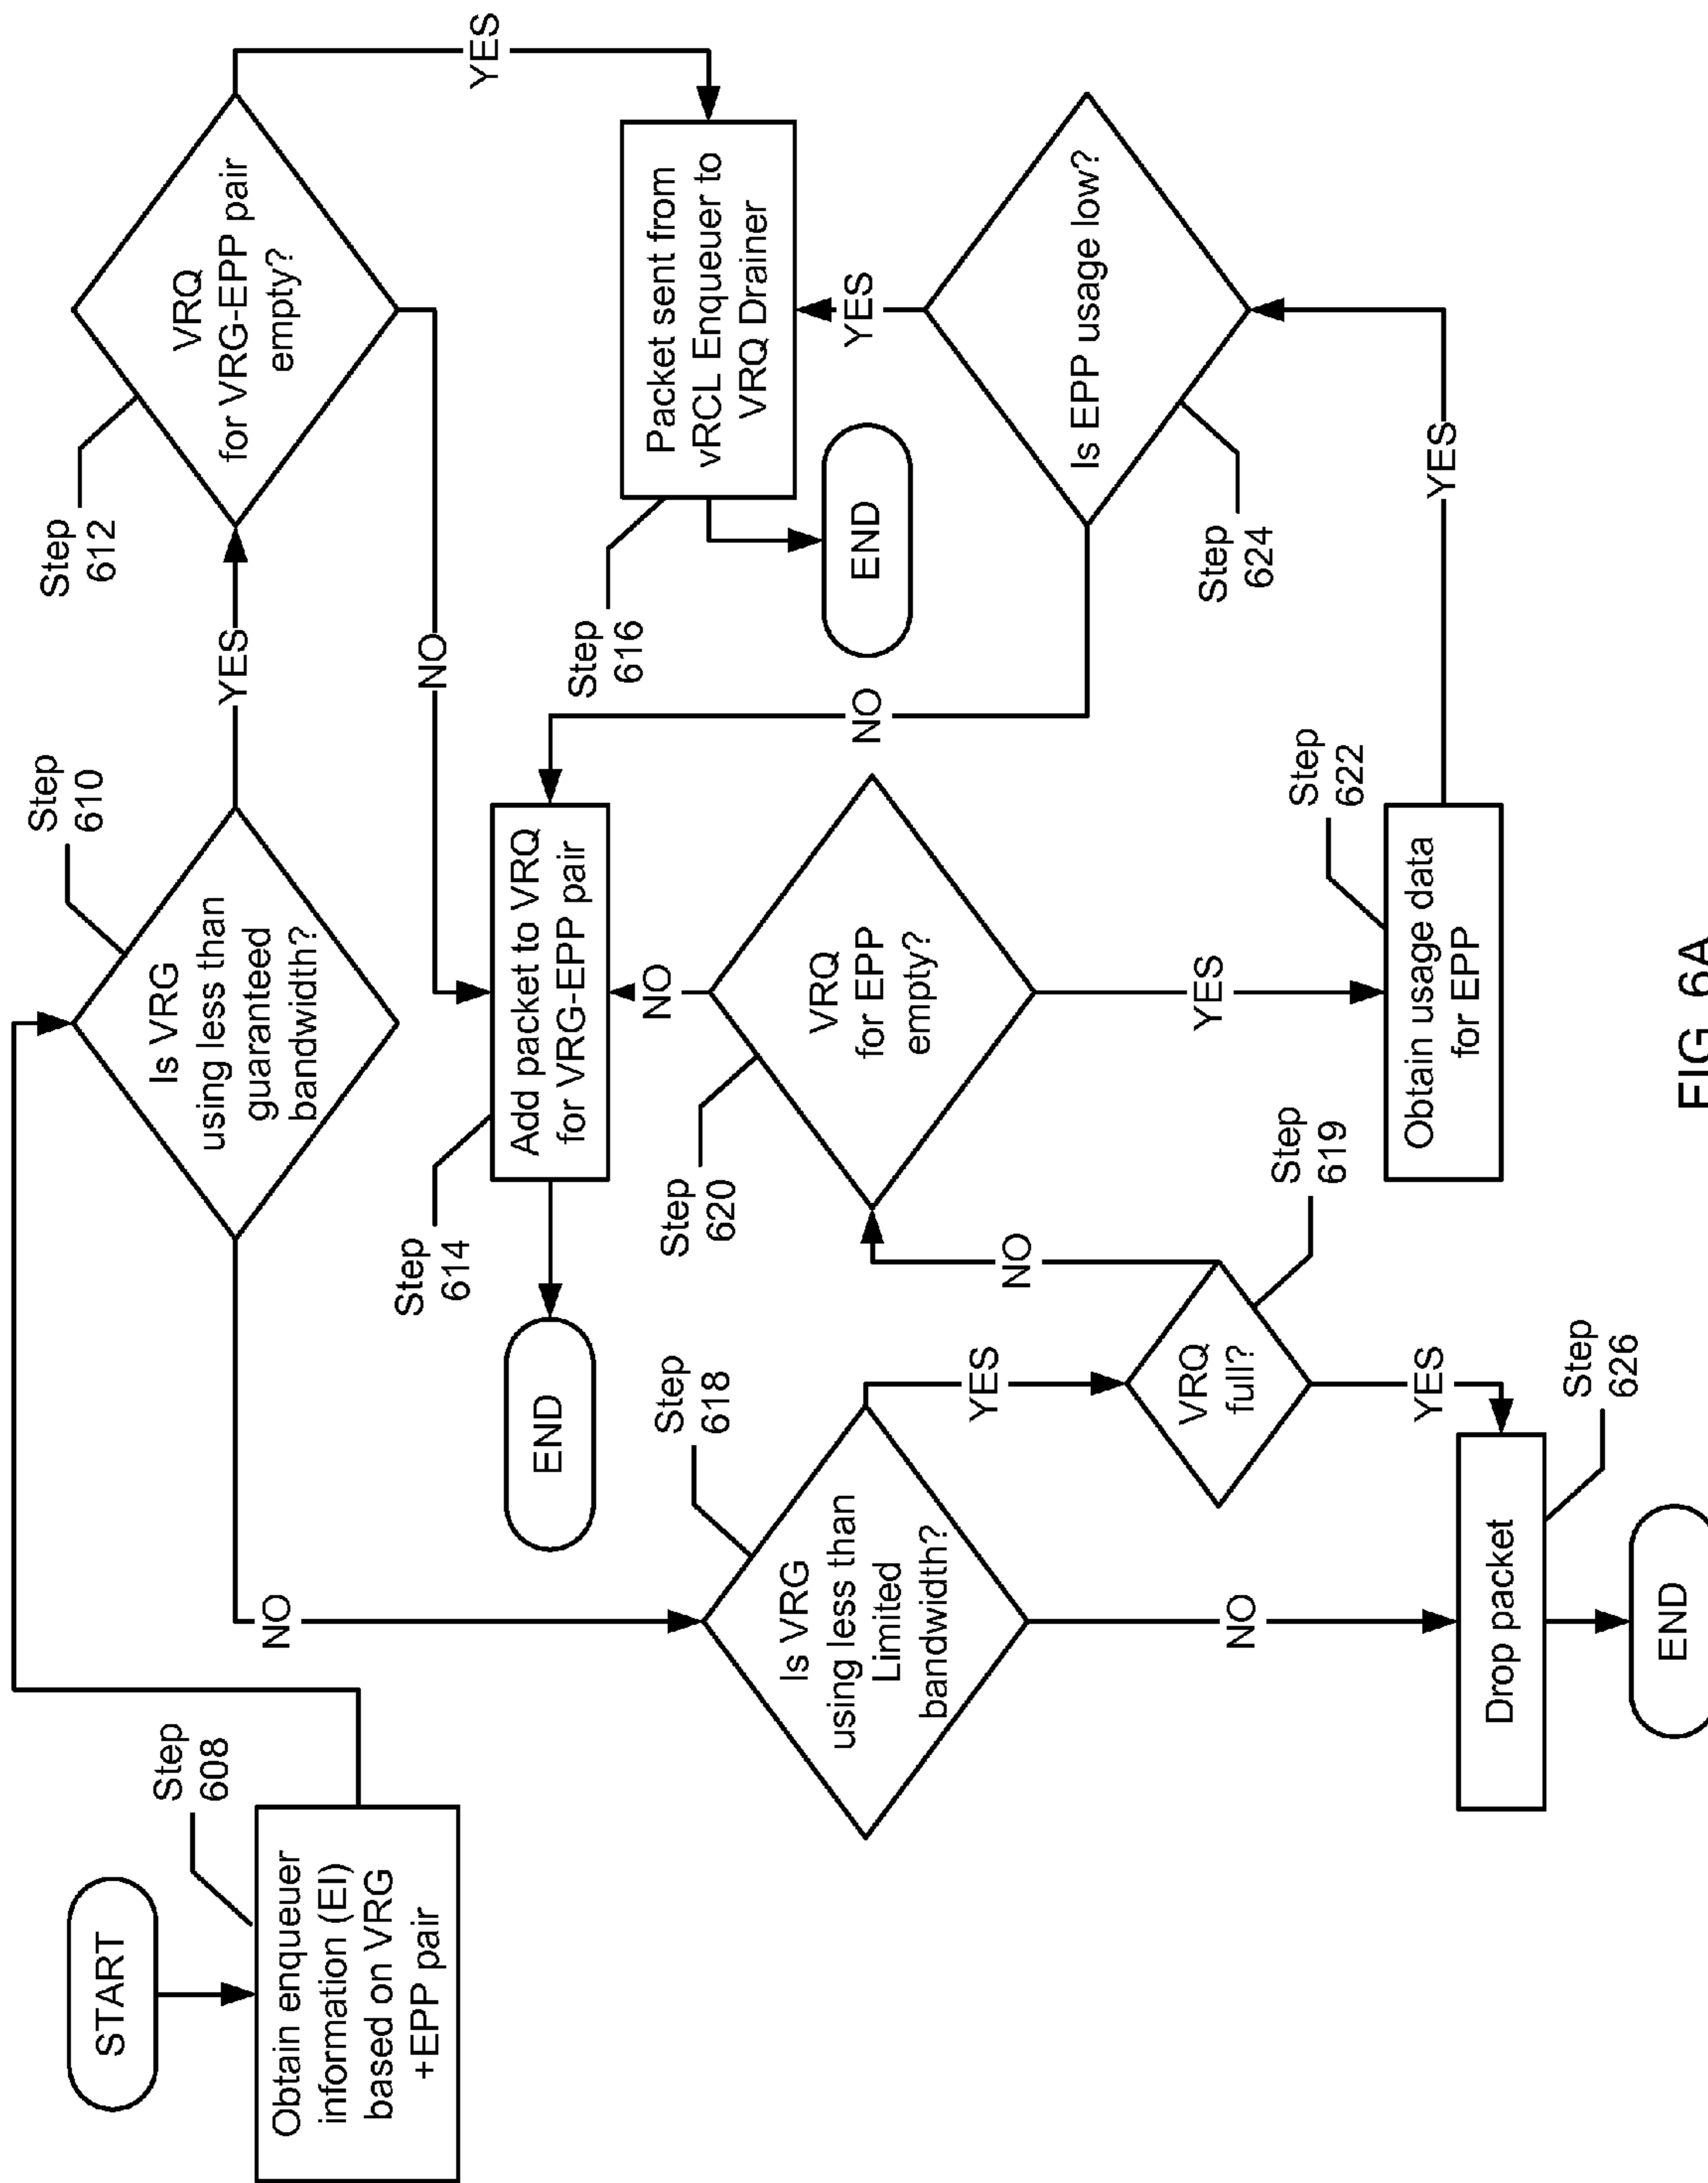 START
Step
608
Obtain enqueuer
information (EI)
based on VRG
+EPP pair
Step
610
Is VRG
using less than
guaranteed
bandwidth?
YES
NO
Step
612
VRQ
for VRG-EPP pair
empty?
YES
NO
Step
614
Add packet to VRQ
for VRG-EPP pair
END
Step
616
Packet sent from
vRCL Enqueuer to
VRQ Drainer
END
Step
618
Is VRG
using less than
Limited
bandwidth?
YES
NO
Step
619
VRQ
full?
NO
YES
Step
620
VRQ
for EPP
empty?
NO
YES
Step
622
Obtain usage data
for EPP
YES
Step
624
Is EPP usage low?
YES
NO
Step
626
Drop packet
END
FIG. 6A